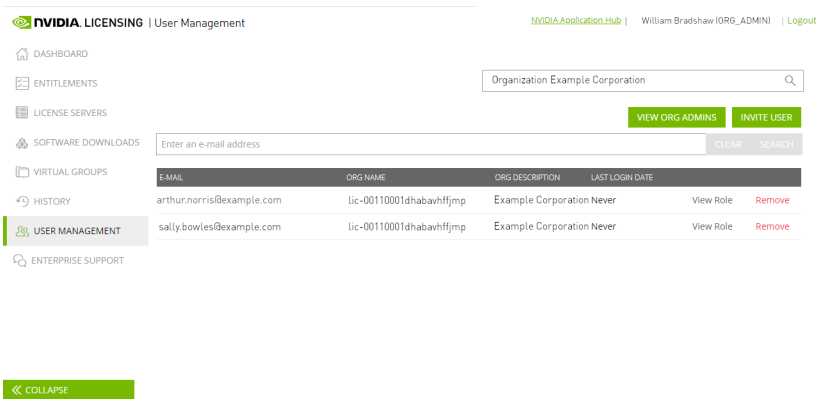 NVIDIA. LICENSING | User Management
NVIDIA Application Hub | William Bradshaw (ORG_ADMIN) | Logout
DASHBOARD
ENTITLEMENTS
Organization Example Corporation
LICENSE SERVERS
VIEW ORG ADMINS INVITE USER
SOFTWARE DOWNLOADS
Enter an e-mail address CLEAR SEARCH
VIRTUAL GROUPS
E-MAIL ORG NAME ORG DESCRIPTION LAST LOGIN DATE
HISTORY
arthur.norris@example.com lic-00110001dhabavhffjmp Example Corporation Never View Role Remove
USER MANAGEMENT
sally.bowles@example.com lic-00110001dhabavhffjmp Example Corporation Never View Role Remove
ENTERPRISE SUPPORT
COLLAPSE